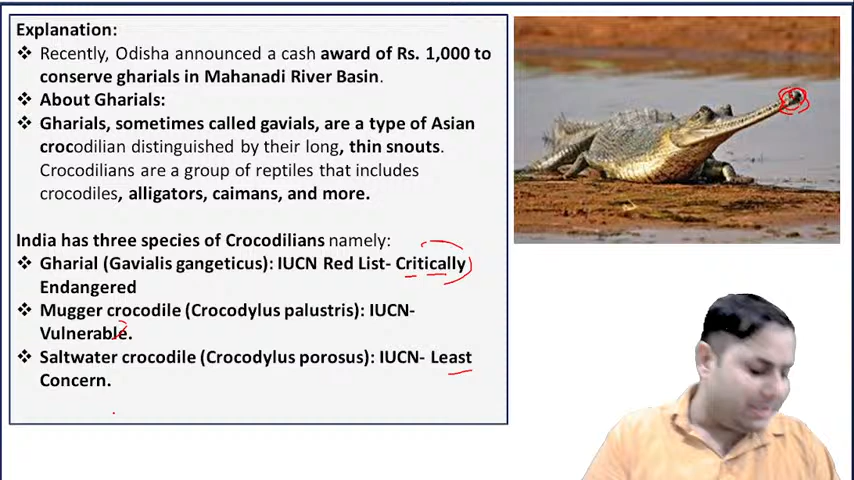 Explanation:
❖ Recently, Odisha announced a cash award of Rs. 1,000 to
conserve gharials in Mahanadi River Basin.
❖ About Gharials:
❖ Gharials, sometimes called gavials, are a type of Asian
crocodilian distinguished by their long, thin snouts.
Crocodilians are a group of reptiles that includes
crocodiles, alligators, caimans, and more.
India has three species of Crocodilians namely:
❖ Gharial (Gavialis gangeticus): IUCN Red List- Critically
Endangered
❖ Mugger crocodile (Crocodylus palustris): IUCN-
Vulnerable.
❖ Saltwater crocodile (Crocodylus porosus): IUCN- Least
Concern.